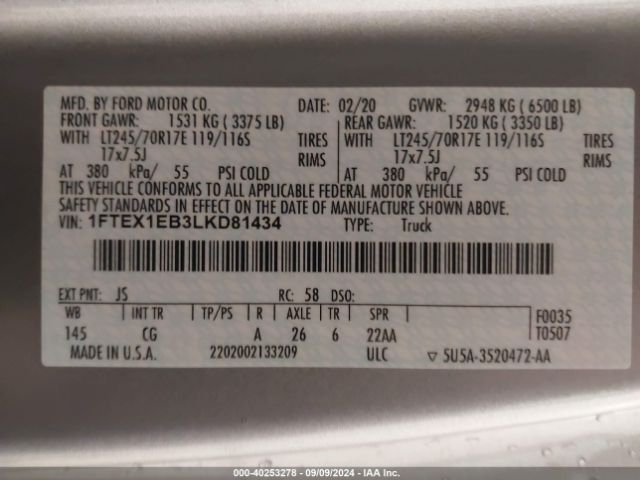 MFD. BY FORD MOTOR CO. DATE: 02/20 GVWR: 2948 KG ( 6500 LB)
FRONT GAWR: 1531 KG ( 3375 LB) REAR GAWR: 1520 KG ( 3350 LB)
WITH LT245/70R17E 119/116S TIRES WITH LT245/70R17E 119/116S TIRES
17x7.5J RIMS 17x7.5J RIMS
AT 380 kPa/ 55 PSI COLD AT 380 kPa/ 55 PSI COLD
THIS VEHICLE CONFORMS TO ALL APPLICABLE FEDERAL MOTOR VEHICLE
SAFETY STANDARDS IN EFFECT ON THE DATE OF MANUFACTURE SHOWN ABOVE.
VIN: 1FTEX1EB3LKD81434 TYPE: Truck
EXT PNT: JS RC: 58 DSO:
WB INT TR TP/PS R AXLE TR SPR F0035
145 CG A 26 6 22AA T0507
MADE IN U.S.A. 2202002133209 ULC ▽ 5U5A-3520472-AA
000-40253278 - 09/09/2024 - IAA Inc.